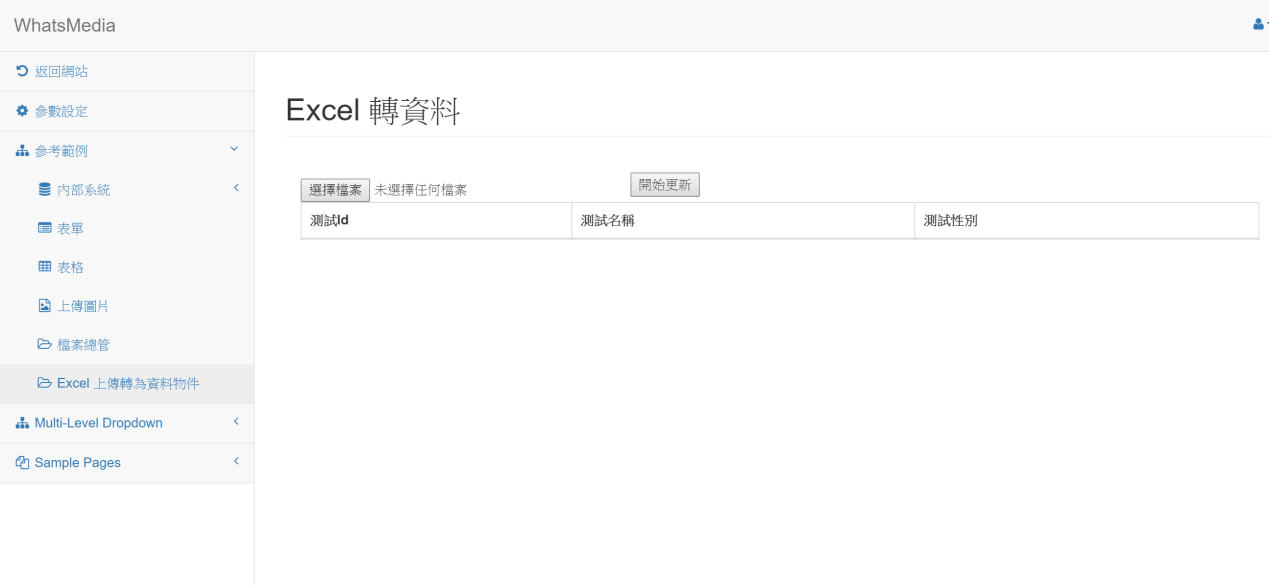 WhatsMedia
返回網站
參數設定
參考範例
內部系統
表單
表格
上傳圖片
檔案總管
Excel 上傳轉為資料物件
Multi-Level Dropdown
Sample Pages
Excel 轉資料
選擇檔案 未選擇任何檔案 開始更新
測試Id 測試名稱 測試性別